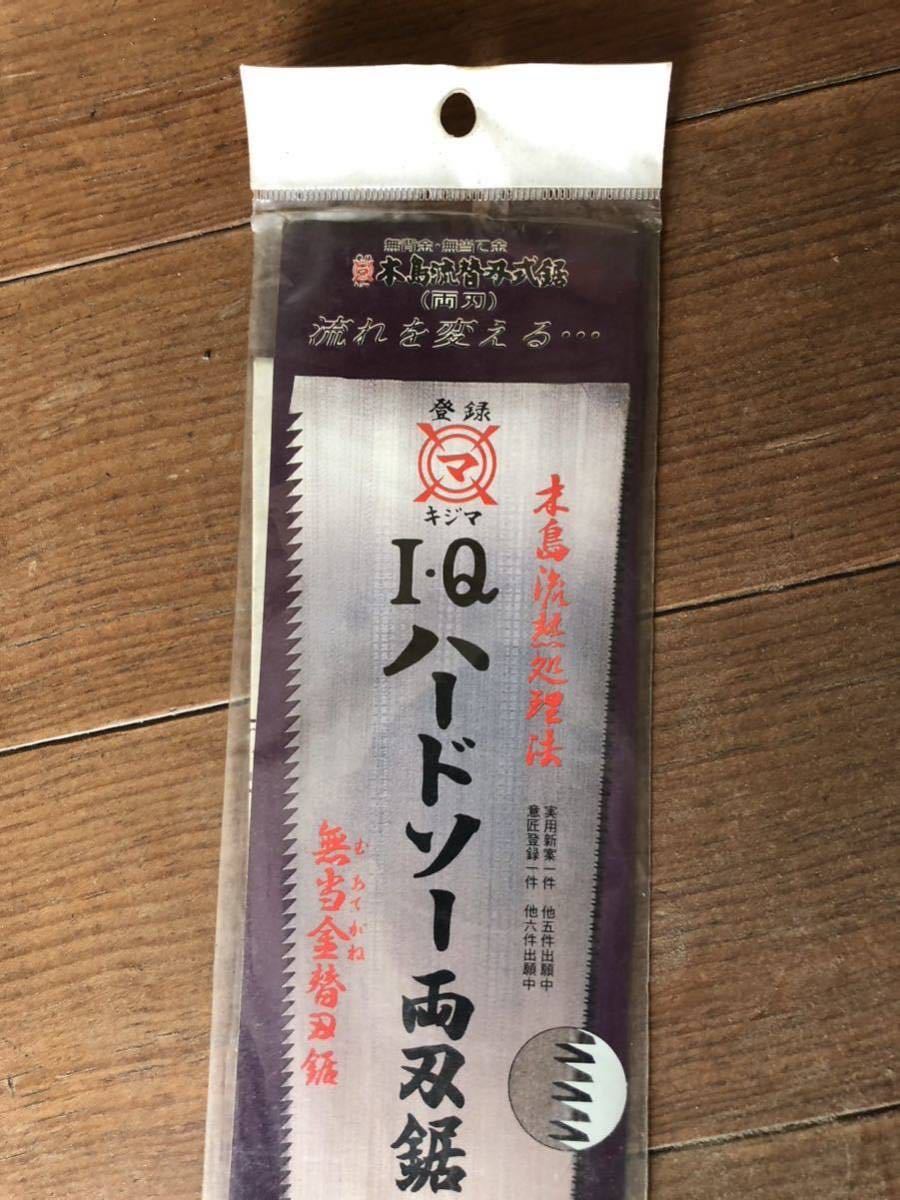 無背金・無当て金
木島流替刃式鋸
(両刃)
流れを変える…
登録
マ
キジマ
I·Q
ハードソー両刃鋸
木島流熱処理法
実用新案一件 他五件出願中
意匠登録一件 他六件出願中
むあてがね
無当金替刃鋸